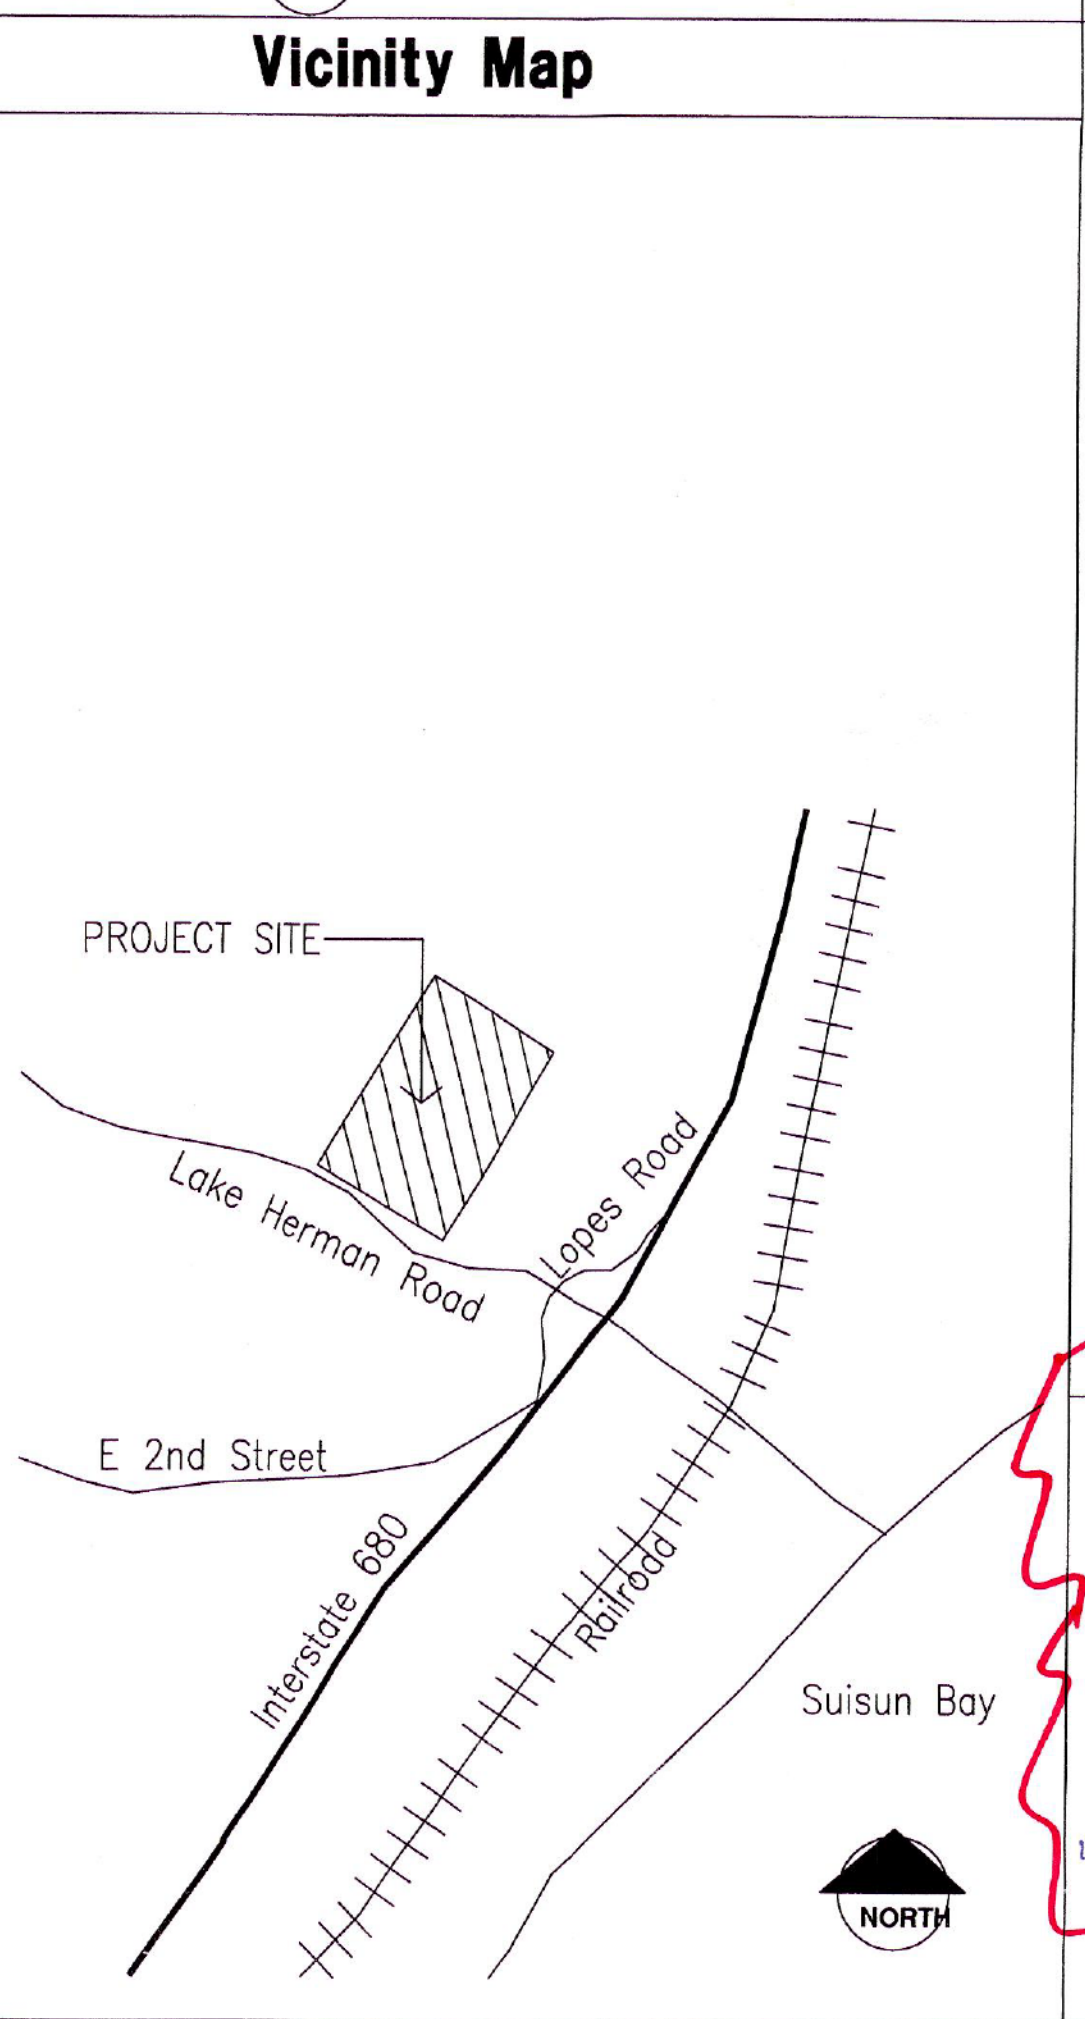 Vicinity Map
PROJECT SITE
Lake Herman Road
Lopes Road
E 2nd Street
Interstate 680
Railroad
Suisun Bay
NORTH